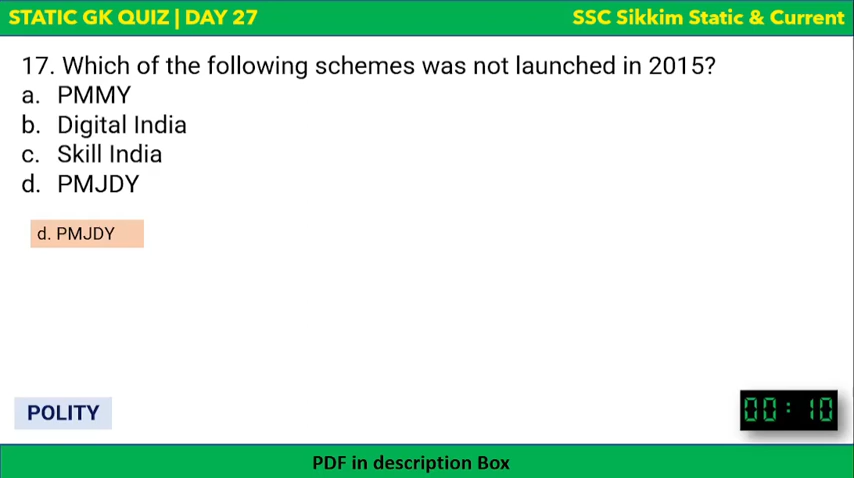 STATIC GK QUIZ | DAY 27
SSC Sikkim Static & Current
17. Which of the following schemes was not launched in 2015?
a. PMMY
b. Digital India
c. Skill India
d. PMJDY
d. PMJDY
POLITY
00:10
PDF in description Box